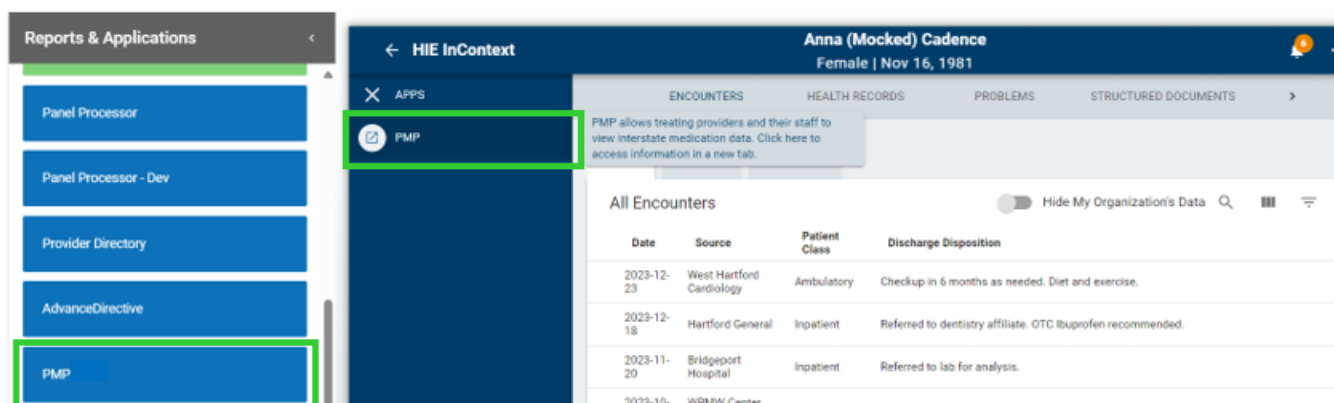 Reports & Applications
Panel Processor
Panel Processor - Dev
Provider Directory
AdvanceDirective
PMP
← HIE InContext
Anna (Mocked) Cadence
Female | Nov 16, 1981
6
APPS
PMP
ENCOUNTERS HEALTH RECORDS PROBLEMS STRUCTURED DOCUMENTS
PMP allows treating providers and their staff to
view interstate medication data. Click here to
access information in a new tab.
All Encounters
Hide My Organization's Data
Date Source Patient Class Discharge Disposition
2023-12-23 West Hartford Cardiology Ambulatory Checkup in 6 months as needed. Diet and exercise.
2023-12-18 Hartford General Inpatient Referred to dentistry affiliate. OTC Ibuprofen recommended.
2023-11-20 Bridgeport Hospital Inpatient Referred to lab for analysis.
2023-10-